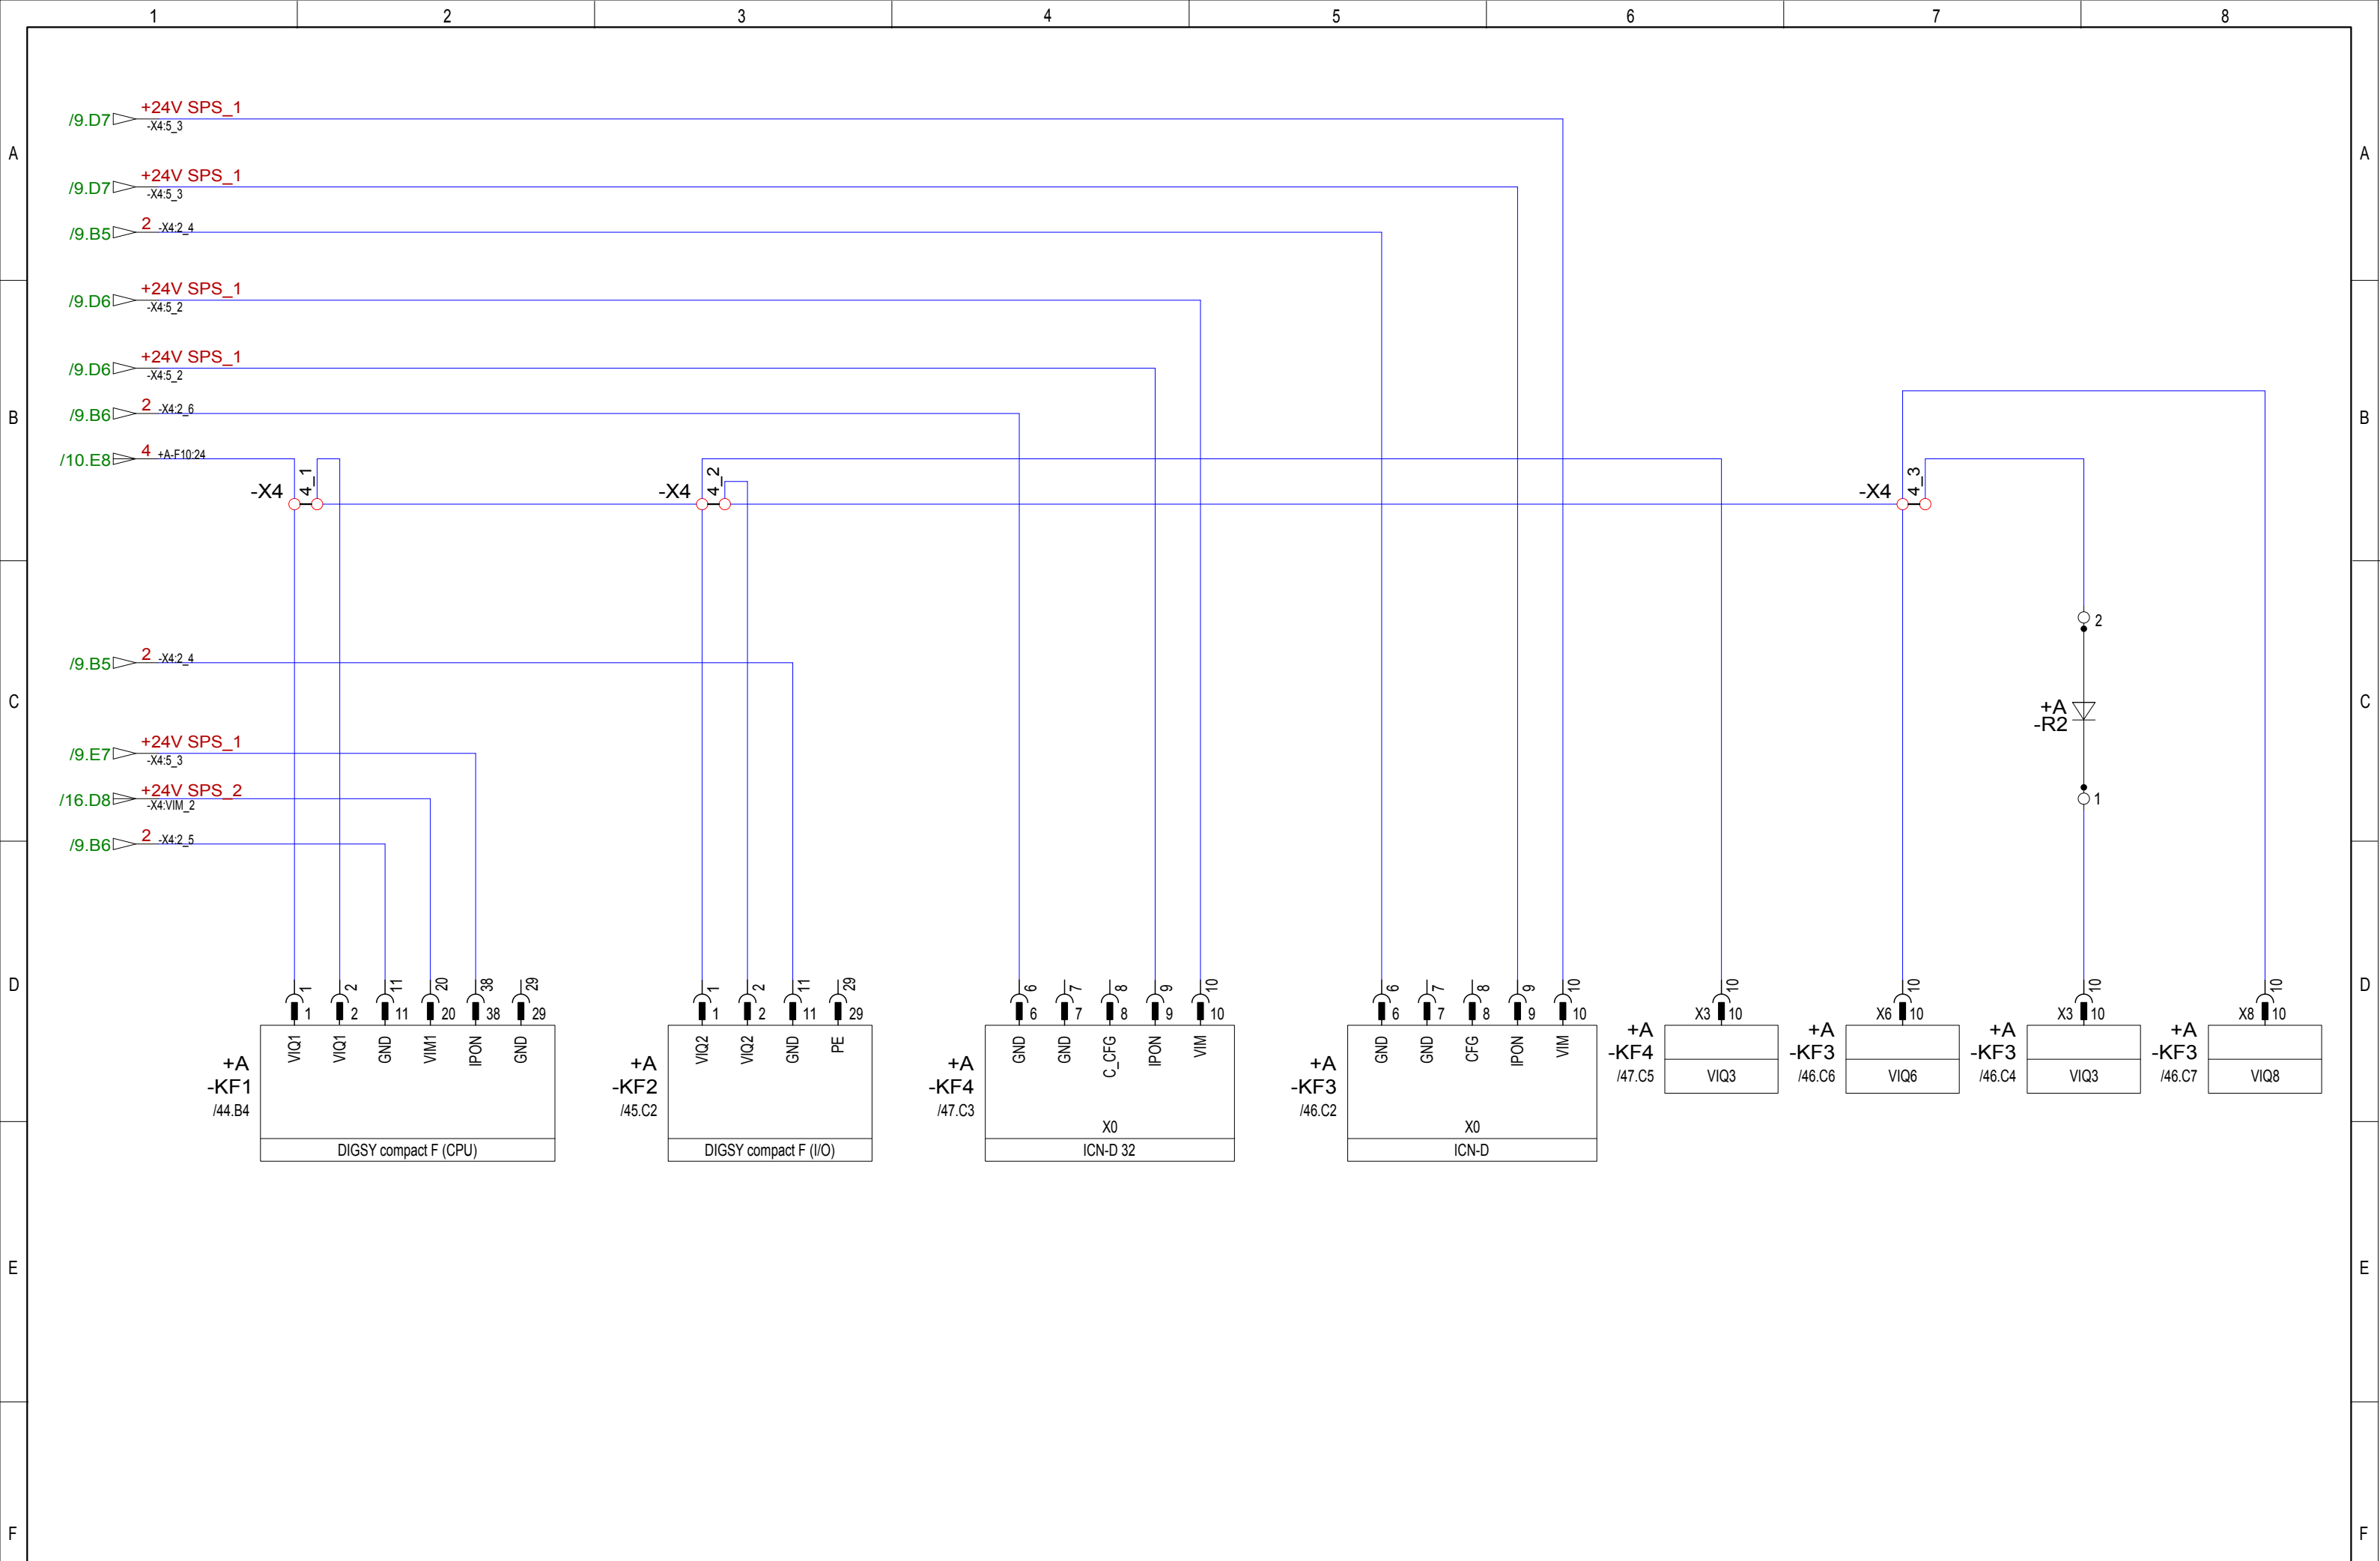 1 2 3 4 5 6 7 8
+24V SPS_1
/9.D7
-X4:5_3
A A
+24V SPS_1
/9.D7
-X4:5_3
2 -X4:2_4
/9.B5
+24V SPS_1
/9.D6
-X4:5_2
+24V SPS_1
/9.D6
-X4:5_2
2 -X4:2_6
/9.B6
B B
4 +A-F10:24
/10.E8
-X4 4_1 -X4 4_2 -X4 4_3
2
2 -X4:2_4
/9.B5
C C
+A
-R2
+24V SPS_1
/9.E7
-X4:5_3
+24V SPS_2
/16.D8
-X4:VIM_2
1
2 -X4:2_5
/9.B6
D D
1 2 11 20 38 29 1 2 11 29 6 7 8 9 10 6 7 8 9 10 10 10 10 10
1 2 11 20 38 29 1 2 11 29 6 7 8 9 10 6 7 8 9 10 X3 10 X6 10 X3 10 X8 10
VIQ1 VIQ1 GND VIM1 IPON GND VIQ2 VIQ2 GND PE GND GND C_CFG IPON VIM GND GND CFG IPON VIM
+A +A +A +A
-KF4 -KF3 -KF3 -KF3
/47.C5 VIQ3 /46.C6 VIQ6 /46.C4 VIQ3 /46.C7 VIQ8
+A +A +A +A
-KF1 -KF2 -KF4 -KF3
/44.B4 /45.C2 /47.C3 /46.C2
X0 X0
DIGSY compact F (CPU) DIGSY compact F (I/O) ICN-D 32 ICN-D
E E
F F